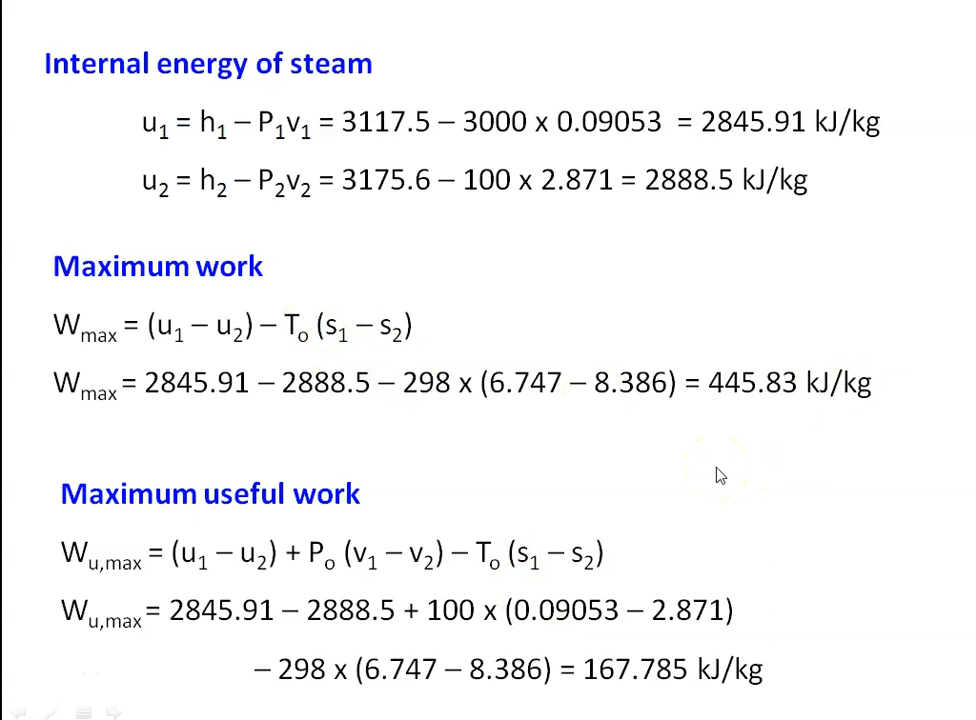 Internal energy of steam
u₁ = h₁ – P₁v₁ = 3117.5 – 3000 x 0.09053 = 2845.91 kJ/kg
u₂ = h₂ – P₂v₂ = 3175.6 – 100 x 2.871 = 2888.5 kJ/kg
Maximum work
Wmax = (u₁ – u₂) – To (s₁ – s₂)
Wmax = 2845.91 – 2888.5 – 298 x (6.747 – 8.386) = 445.83 kJ/kg
Maximum useful work
Wu,max = (u₁ – u₂) + Po (v₁ – v₂) – To (s₁ – s₂)
Wu,max = 2845.91 – 2888.5 + 100 x (0.09053 – 2.871)
– 298 x (6.747 – 8.386) = 167.785 kJ/kg